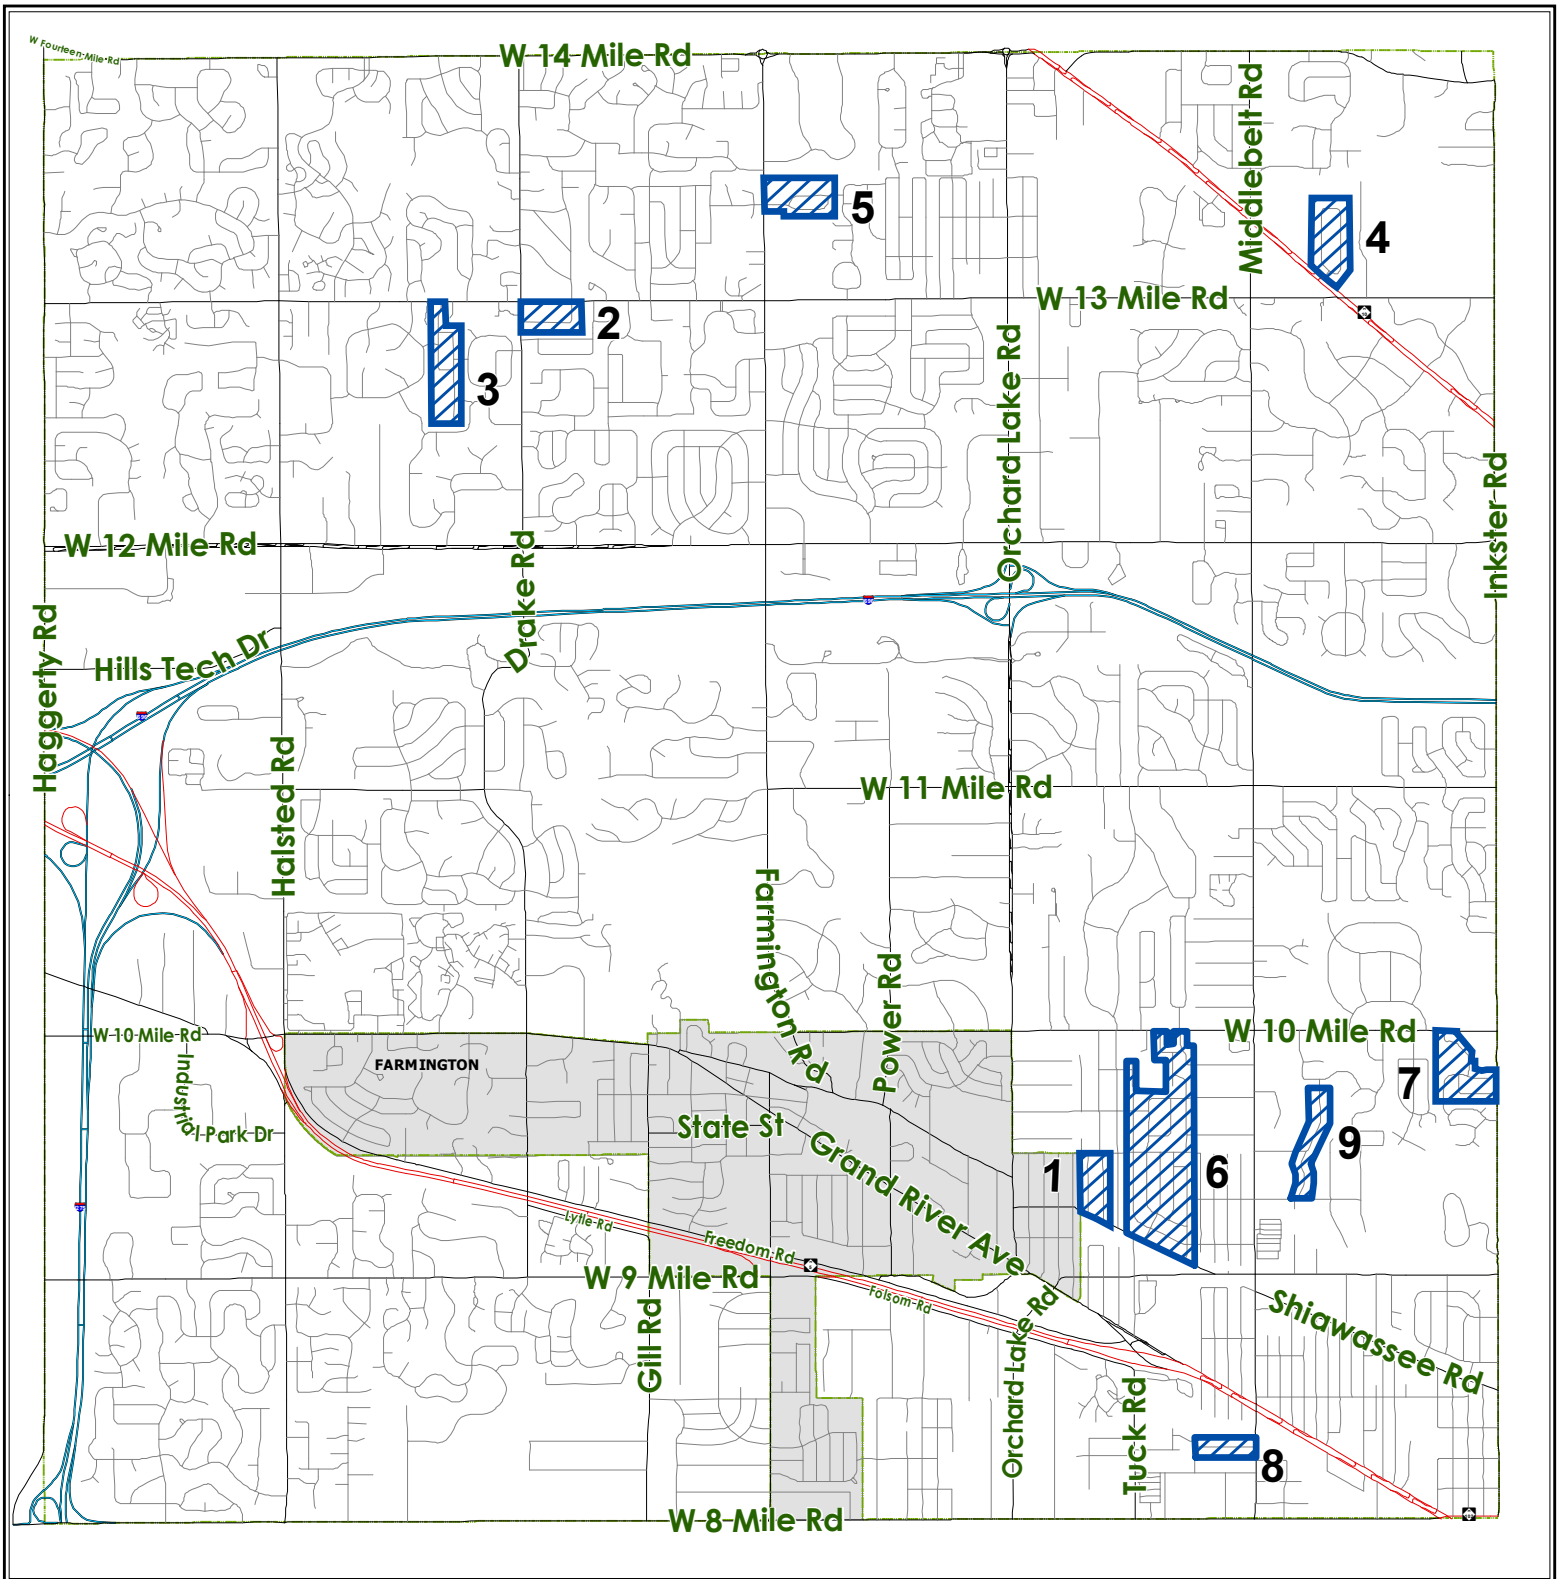 W Fourteen Mile Rd
W 14 Mile Rd
Middlebelt Rd
5
4
W 13 Mile Rd
2
3
Orchard Lake Rd
Inkster Rd
W 12 Mile Rd
Drake Rd
Haggerty Rd
Hills Tech Dr
Halsted Rd
W 11 Mile Rd
Farmington Rd
Power Rd
W 10 Mile Rd
W 10 Mile Rd
Industrial Park Dr
FARMINGTON
7
State St
Grand River Ave
1
6
9
Lytle Rd
Freedom Rd
W 9 Mile Rd
Folsom Rd
Gill Rd
Orchard Lake Rd
Shiawassee Rd
Tuck Rd
8
W 8 Mile Rd